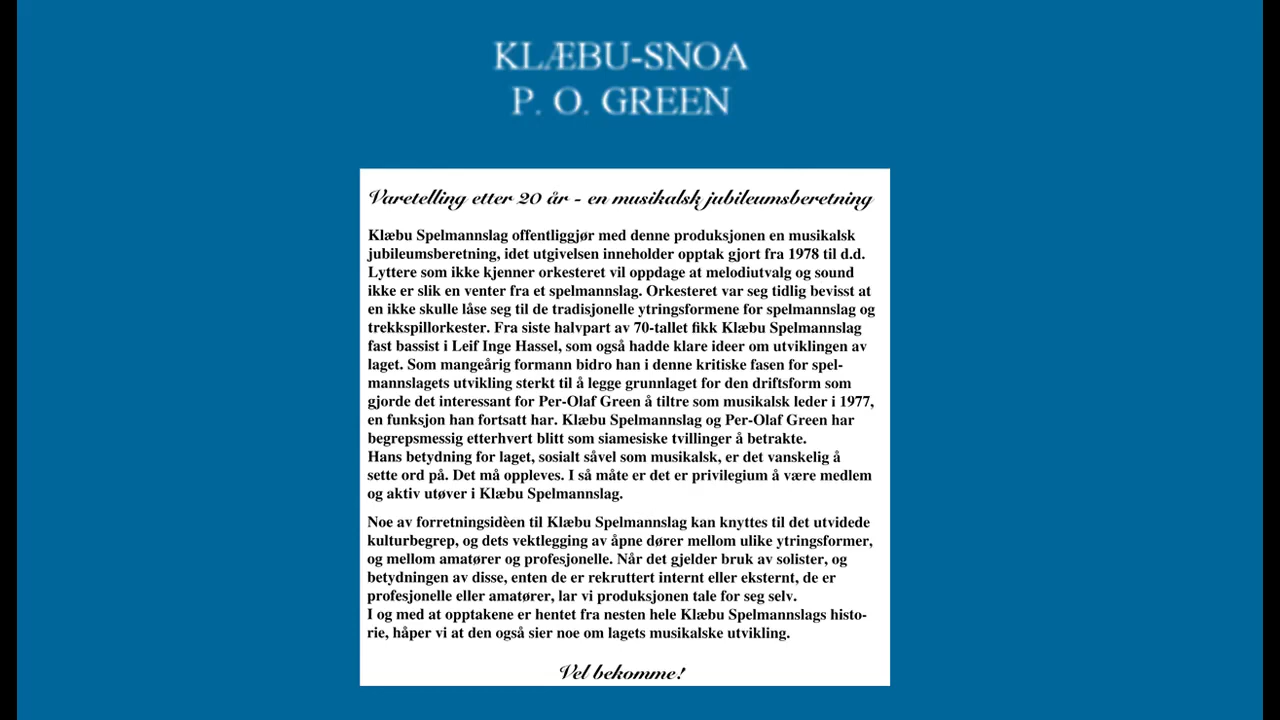 KLÆBU-SNOA
P. O. GREEN
Varetelling etter 20 år - en musikalsk jubileumsberetning
Klæbu Spelmannslag offentliggjør med denne produksjonen en musikalsk
jubileumsberetning, idet utgivelsen inneholder opptak gjort fra 1978 til d.d.
Lyttere som ikke kjenner orkesteret vil oppdage at melodiutvalg og sound
ikke er slik en venter fra et spelmannslag. Orkesteret var seg tidlig bevisst at
en ikke skulle låse seg til de tradisjonelle ytringsformene for spelmannslag og
trekkspillorkester. Fra siste halvpart av 70-tallet fikk Klæbu Spelmannslag
fast bassist i Leif Inge Hassel, som også hadde klare ideer om utviklingen av
laget. Som mangeårig formann bidro han i denne kritiske fasen for spel-
mannslagets utvikling sterkt til å legge grunnlaget for den driftsform som
gjorde det interessant for Per-Olaf Green å tiltre som musikalsk leder i 1977,
en funksjon han fortsatt har. Klæbu Spelmannslag og Per-Olaf Green har
begrepsmessig etterhvert blitt som siamesiske tvillinger å betrakte.
Hans betydning for laget, sosialt såvel som musikalsk, er det vanskelig å
sette ord på. Det må oppleves. I så måte er det er privilegium å være medlem
og aktiv utøver i Klæbu Spelmannslag.
Noe av forretningsidèen til Klæbu Spelmannslag kan knyttes til det utvidede
kulturbegrep, og dets vektlegging av åpne dører mellom ulike ytringsformer,
og mellom amatører og profesjonelle. Når det gjelder bruk av solister, og
betydningen av disse, enten de er rekruttert internt eller eksternt, de er
profesjonelle eller amatører, lar vi produksjonen tale for seg selv.
I og med at opptakene er hentet fra nesten hele Klæbu Spelmannslags histo-
rie, håper vi at den også sier noe om lagets musikalske utvikling.
Vel bekomme!